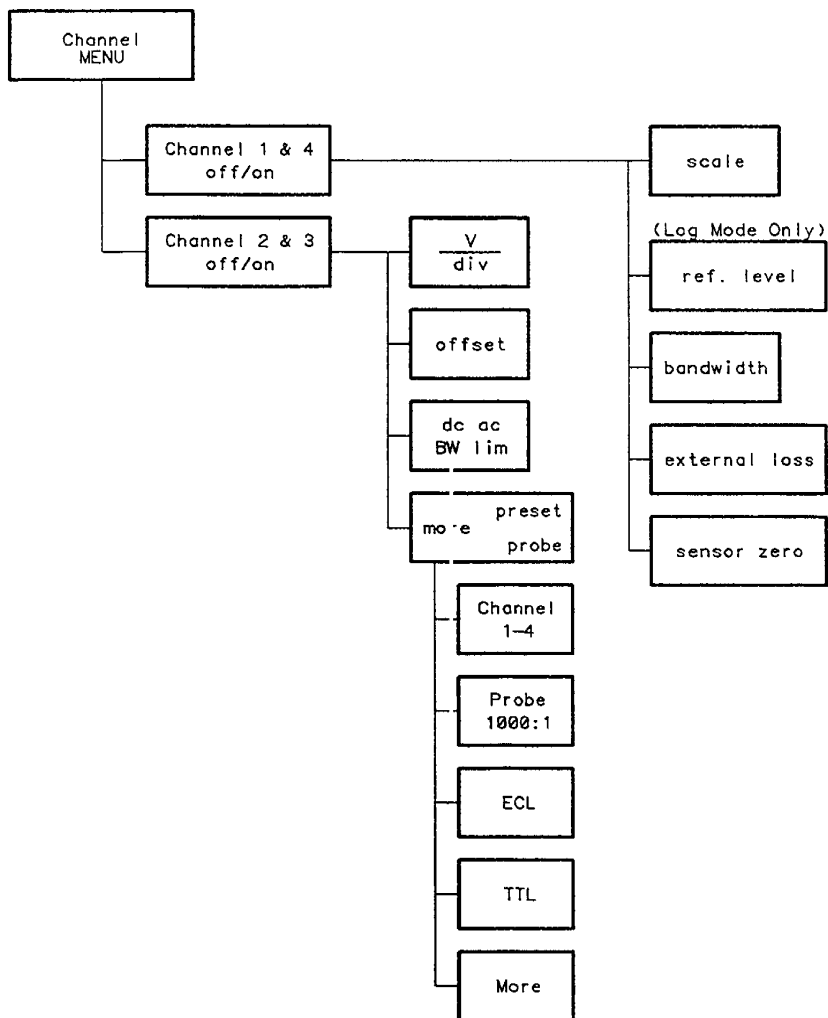 Channel
MENU
Channel 1 & 4
off/on
scale
Channel 2 & 3
off/on
V
div
(Log Mode Only)
ref. level
offset
bandwidth
dc ac
BW lim
external loss
more
preset
probe
sensor zero
Channel
1-4
Probe
1000:1
ECL
TTL
More